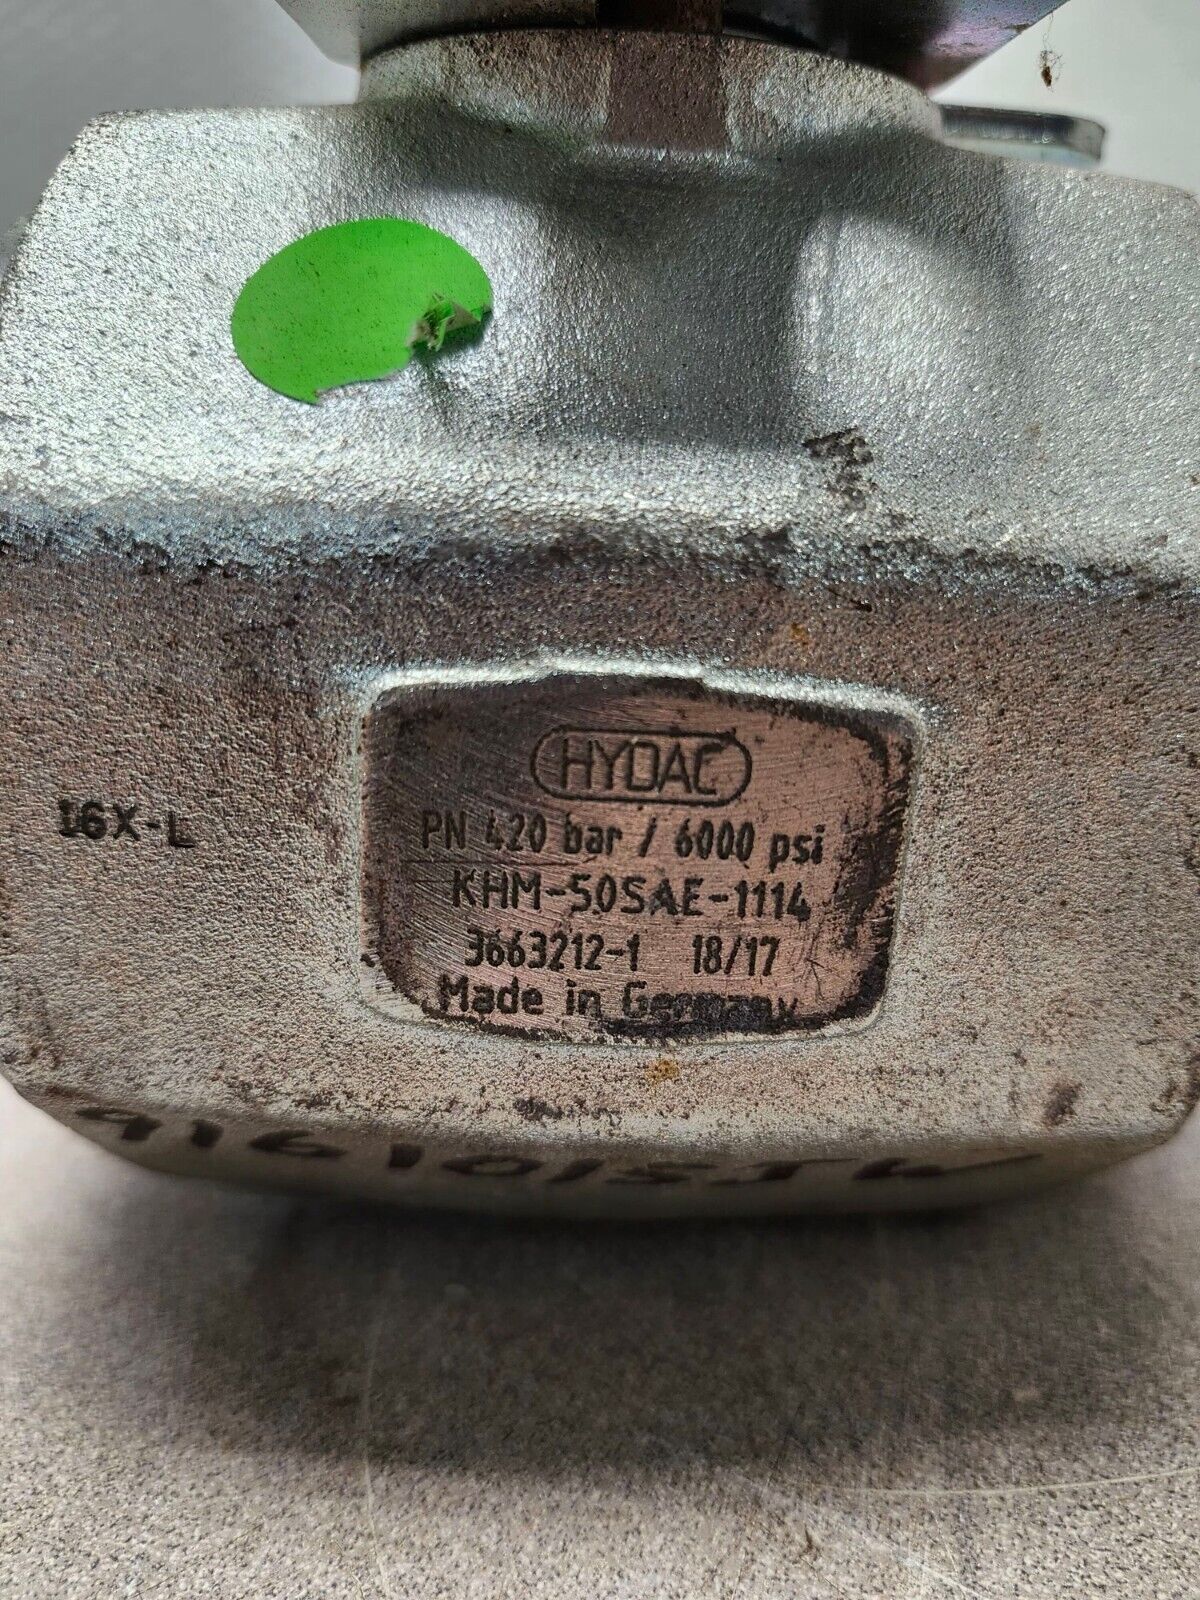 HYDAC
16X-L
PN 420 bar / 6000 psi
KHM-50SAE-1114
3663212-1 18/17
Made in Germany